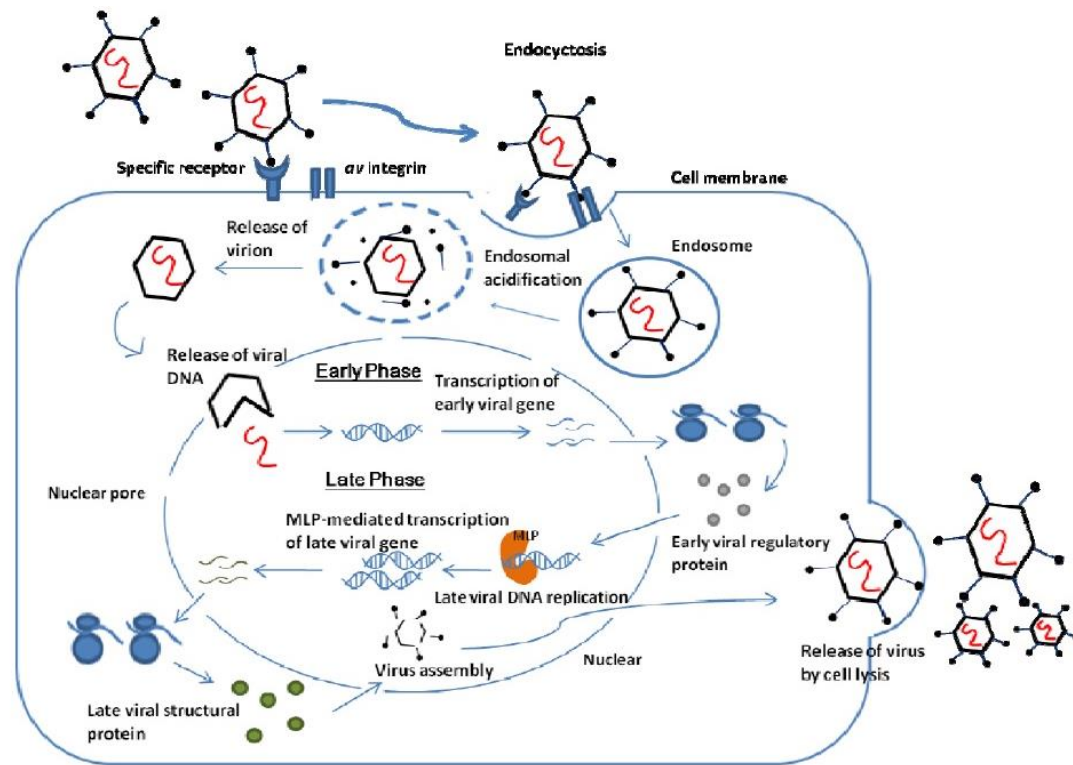 Endocyctosis
Specific receptor
αv integrin
Cell membrane
Release of
virion
Endosomal
acidification
Endosome
Release of viral
DNA
Early Phase
Transcription of
early viral gene
Nuclear pore
Late Phase
MLP-mediated transcription
of late viral gene
MLP
Early viral regulatory
protein
Late viral DNA replication
Virus assembly
Nuclear
Release of virus
by cell lysis
Late viral structural
protein